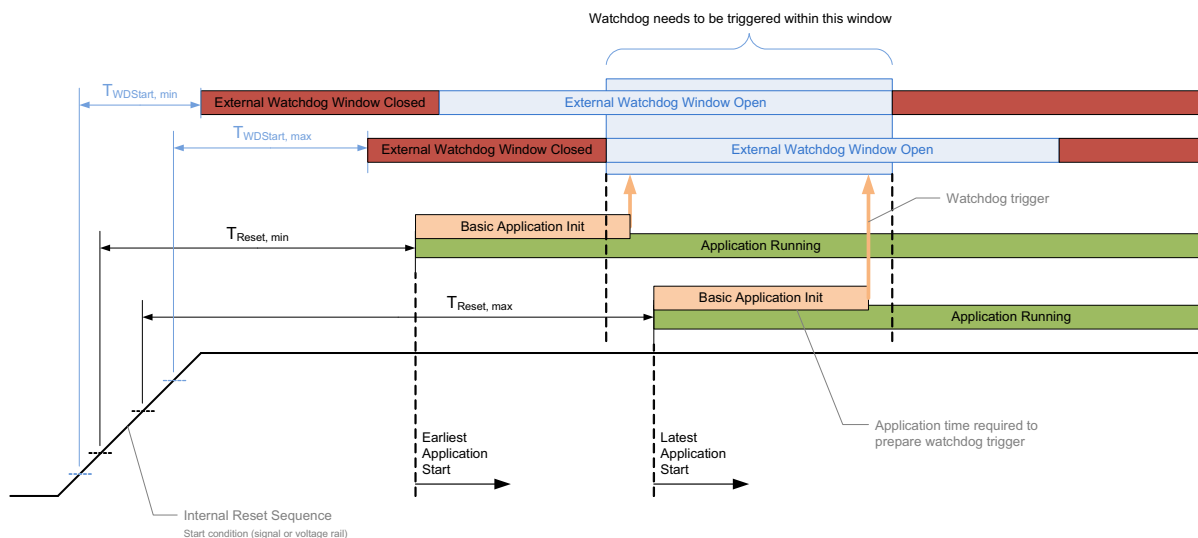 Watchdog needs to be triggered within this window
TWDStart, min
External Watchdog Window Closed
External Watchdog Window Open
TWDStart, max
External Watchdog Window Closed
External Watchdog Window Open
Watchdog trigger
Basic Application Init
TReset, min
Application Running
Basic Application Init
TReset, max
Application Running
Application time required to
prepare watchdog trigger
Earliest
Application
Start
Latest
Application
Start
Internal Reset Sequence
Start condition (signal or voltage rail)